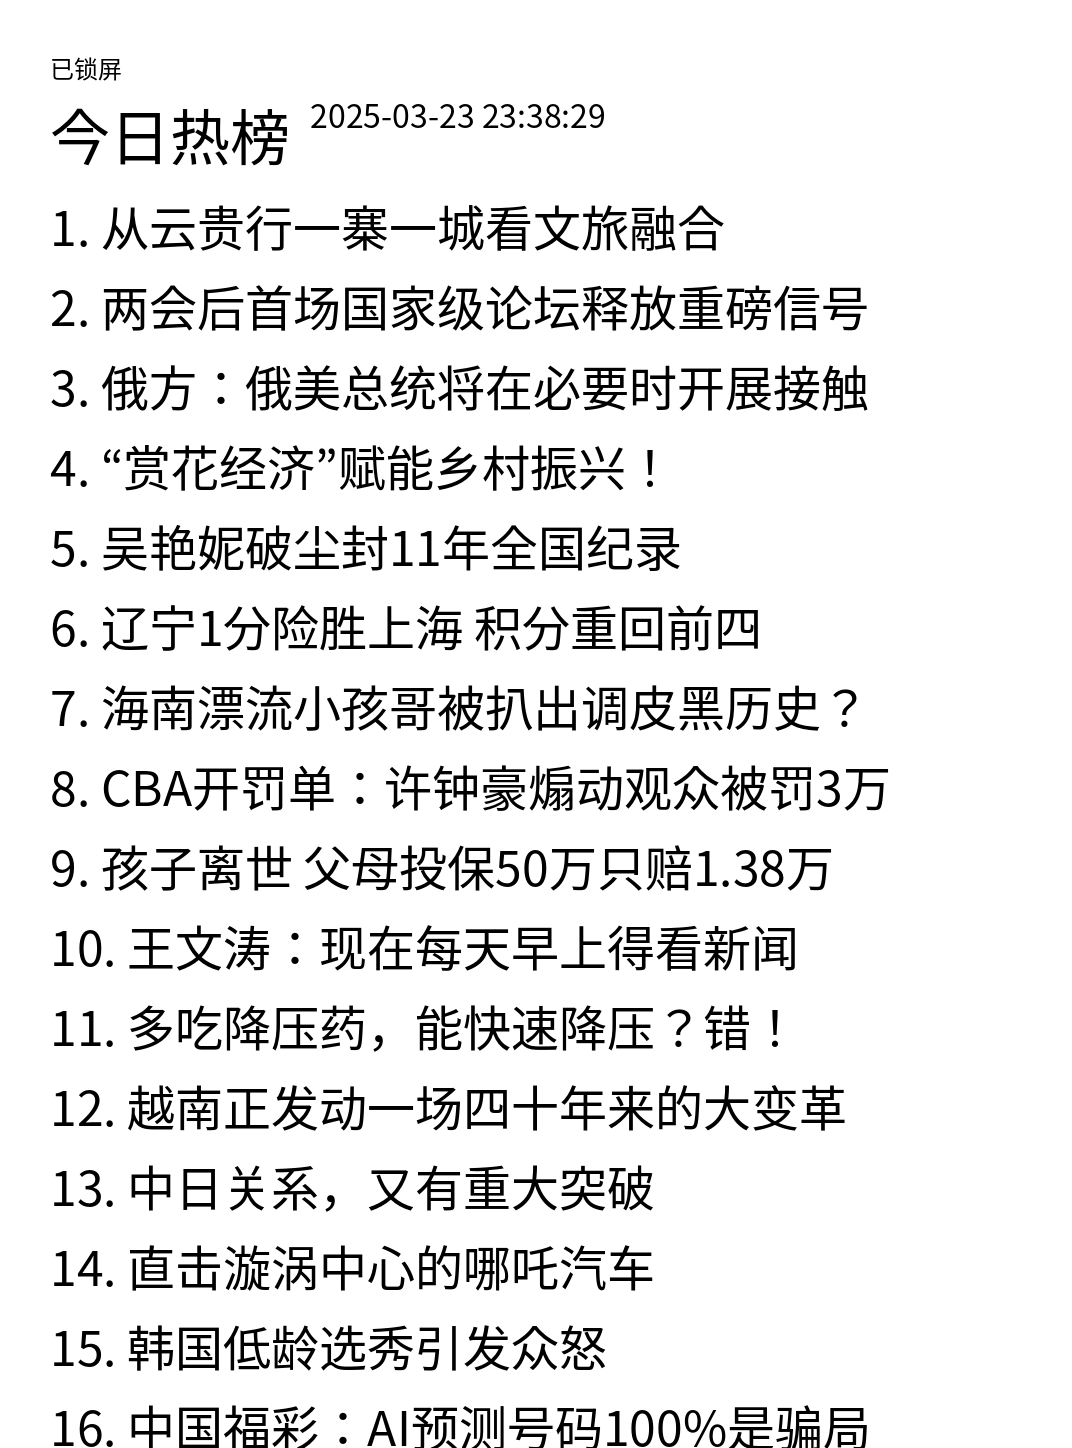 已锁屏
今日热榜 2025-03-23 23:38:29
1. 从云贵行一寨一城看文旅融合
2. 两会后首场国家级论坛释放重磅信号
3. 俄方：俄美总统将在必要时开展接触
4. “赏花经济”赋能乡村振兴！
5. 吴艳妮破尘封11年全国纪录
6. 辽宁1分险胜上海 积分重回前四
7. 海南漂流小孩哥被扒出调皮黑历史？
8. CBA开罚单：许钟豪煽动观众被罚3万
9. 孩子离世 父母投保50万只赔1.38万
10. 王文涛：现在每天早上得看新闻
11. 多吃降压药，能快速降压？错！
12. 越南正发动一场四十年来的大变革
13. 中日关系，又有重大突破
14. 直击漩涡中心的哪吒汽车
15. 韩国低龄选秀引发众怒
16. 中国福彩：AI预测号码100%是骗局